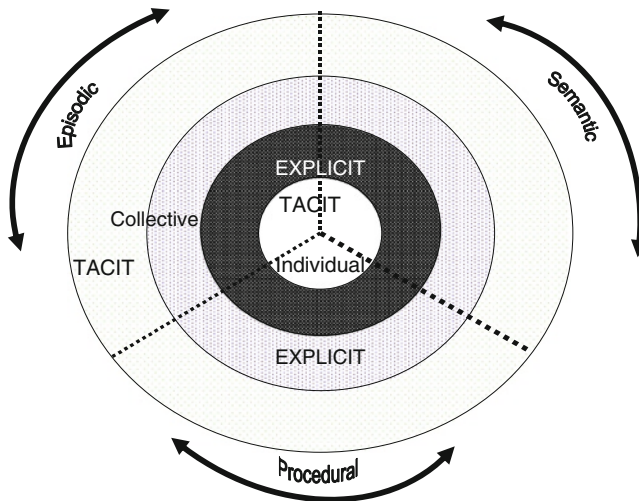 Episodic
Semantic
EXPLICIT
TACIT
Collective
TACIT
Individual
EXPLICIT
Procedural